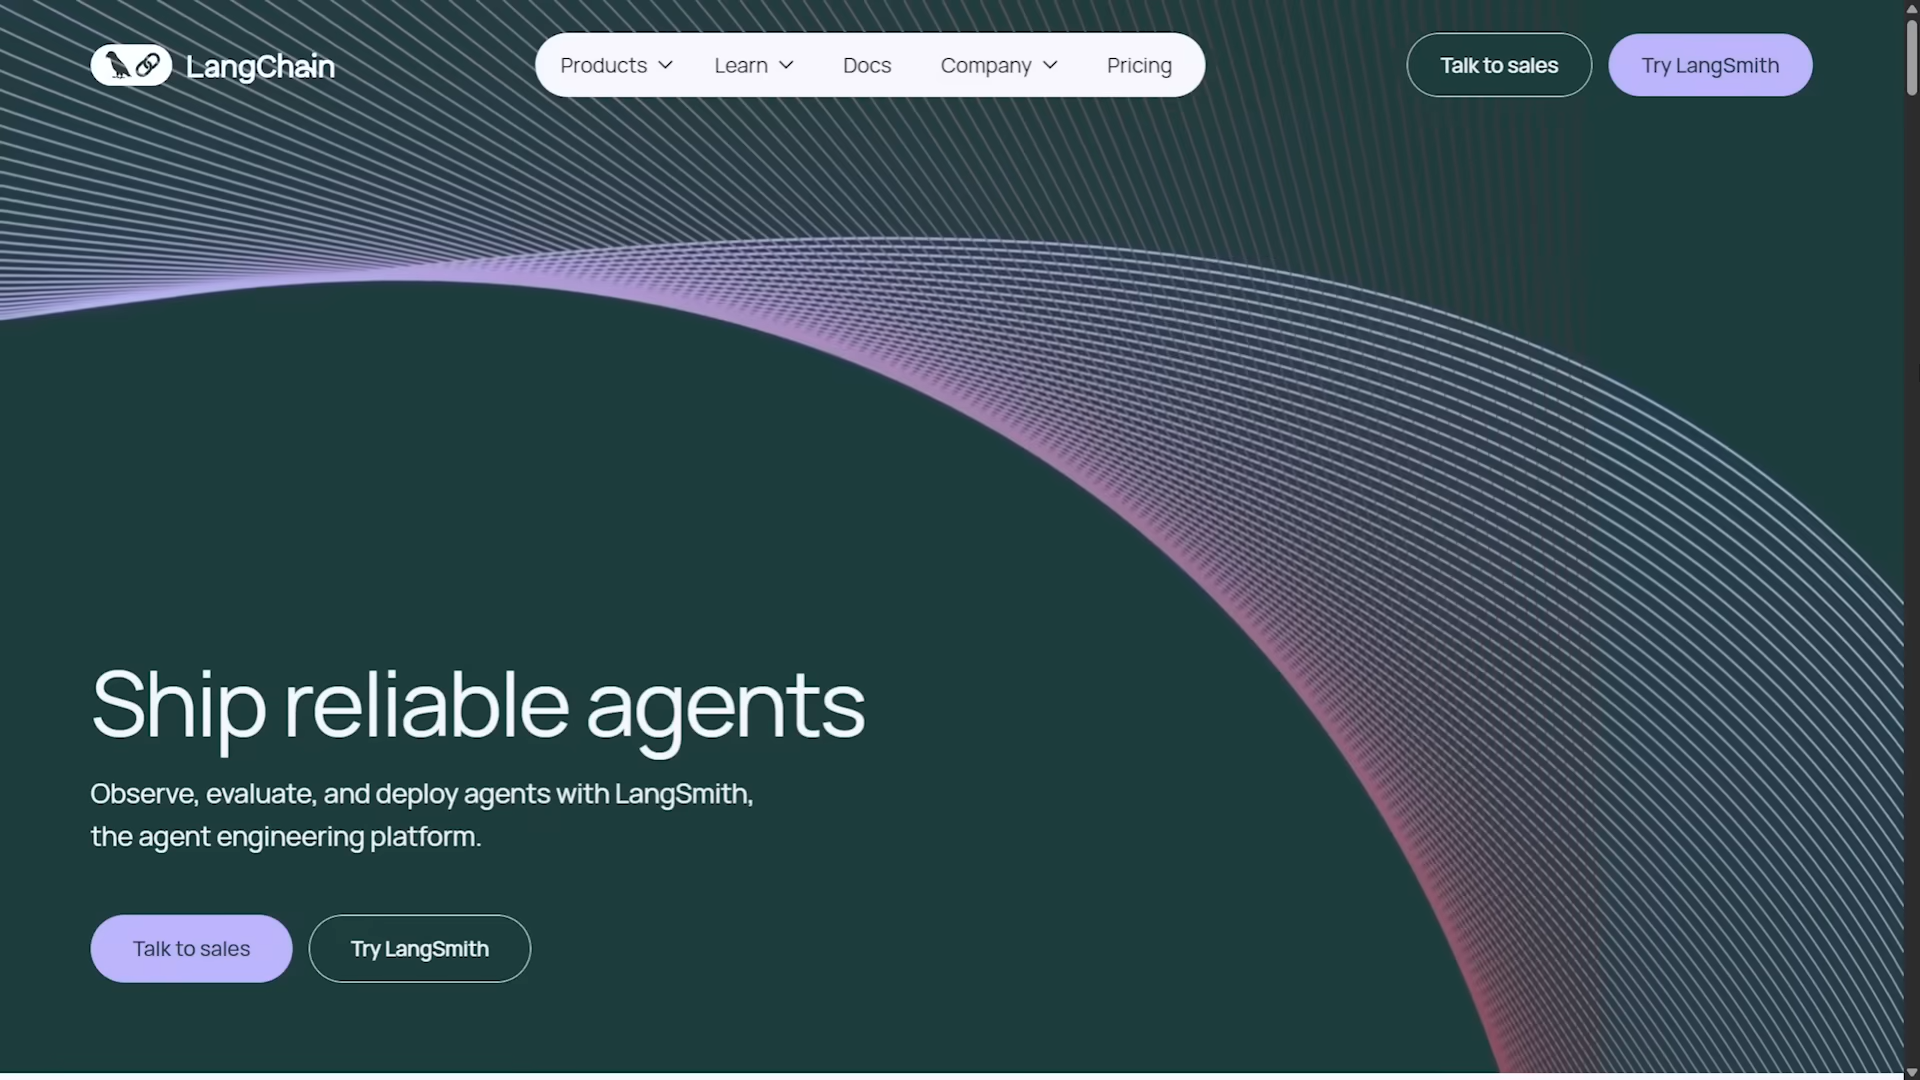 LangChain
Products
Learn
Docs
Company
Pricing
Talk to sales
Try LangSmith
Ship reliable agents
Observe, evaluate, and deploy agents with LangSmith,
the agent engineering platform.
Talk to sales
Try LangSmith